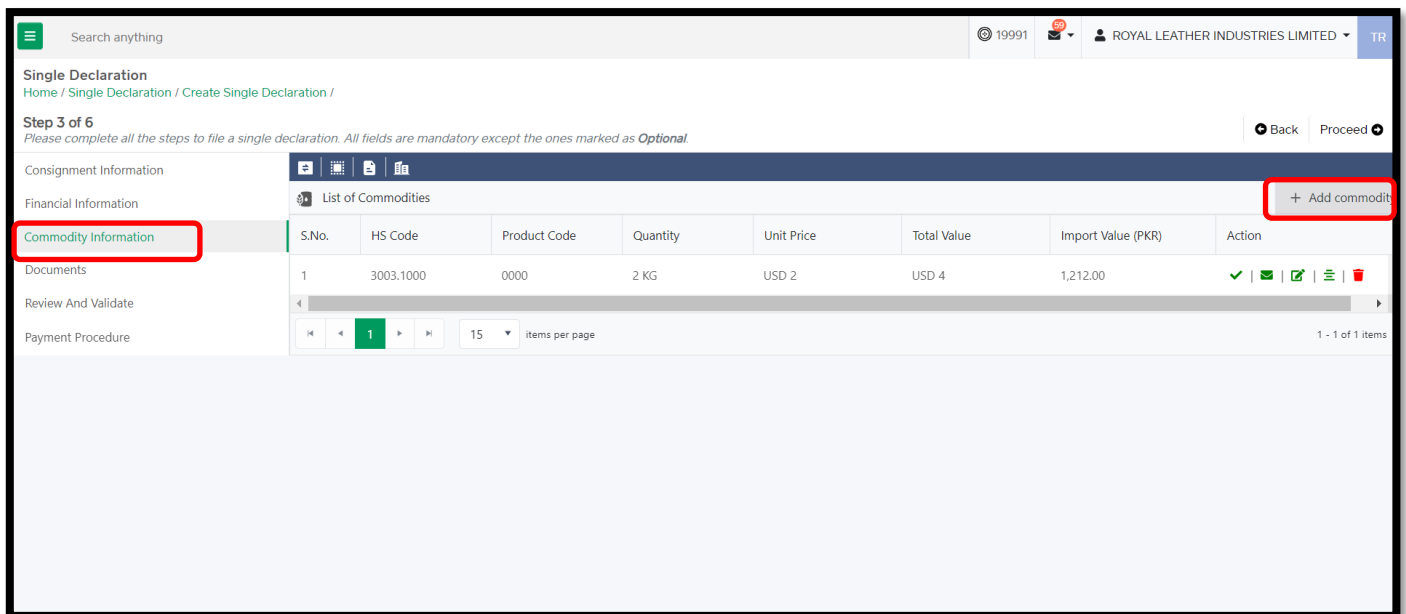 Search anything
19991
59
ROYAL LEATHER INDUSTRIES LIMITED
TR
Single Declaration
Home / Single Declaration / Create Single Declaration /
Step 3 of 6
Please complete all the steps to file a single declaration. All fields are mandatory except the ones marked as Optional.
Back Proceed
Consignment Information
Financial Information
Commodity Information
Documents
Review And Validate
Payment Procedure
List of Commodities
+ Add commodity
S.No. HS Code Product Code Quantity Unit Price Total Value Import Value (PKR) Action
1 3003.1000 0000 2 KG USD 2 USD 4 1,212.00
1 15 items per page 1 - 1 of 1 items